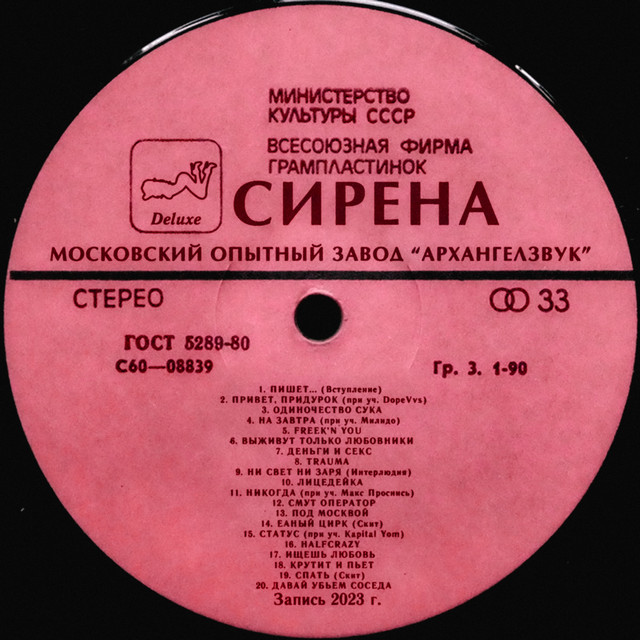 МИНИСТЕРСТВО
КУЛЬТУРЫ СССР
ВСЕСОЮЗНАЯ ФИРМА
ГРАМПЛАСТИНОК
Deluxe
СИРЕНА
МОСКОВСКИЙ ОПЫТНЫЙ ЗАВОД “АРХАНГЕЛЗВУК”
СТЕРЕО
33
ГОСТ 5289-80
С60—08839
Гр. 3. 1-90
1. ПИШЕТ... (Вступление)
2. ПРИВЕТ, ПРИДУРОК (при уч. DopeVvs)
3. ОДИНОЧЕСТВО СУКА
4. НА ЗАВТРА (при уч. Милидо)
5. FREEK'N YOU
6. ВЫЖИВУТ ТОЛЬКО ЛЮБОВНИКИ
7. ДЕНЬГИ И СЕКС
8. TRAUMA
9. НИ СВЕТ НИ ЗАРЯ (Интерлюдия)
10. ЛИЦЕДЕЙКА
11. НИКОГДА (при уч. Макс Проснись)
12. СМУТ ОПЕРАТОР
13. ПОД МОСКВОЙ
14. ЕАНЫЙ ЦИРК (Скит)
15. СТАТУС (при уч. Kapital Yom)
16. HALFCRAZY
17. ИЩЕШЬ ЛЮБОВЬ
18. КРУТИТ И ПЬЕТ
19. СПАТЬ (Скит)
20. ДАВАЙ УБЬЕМ СОСЕДА
Запись 2023 г.